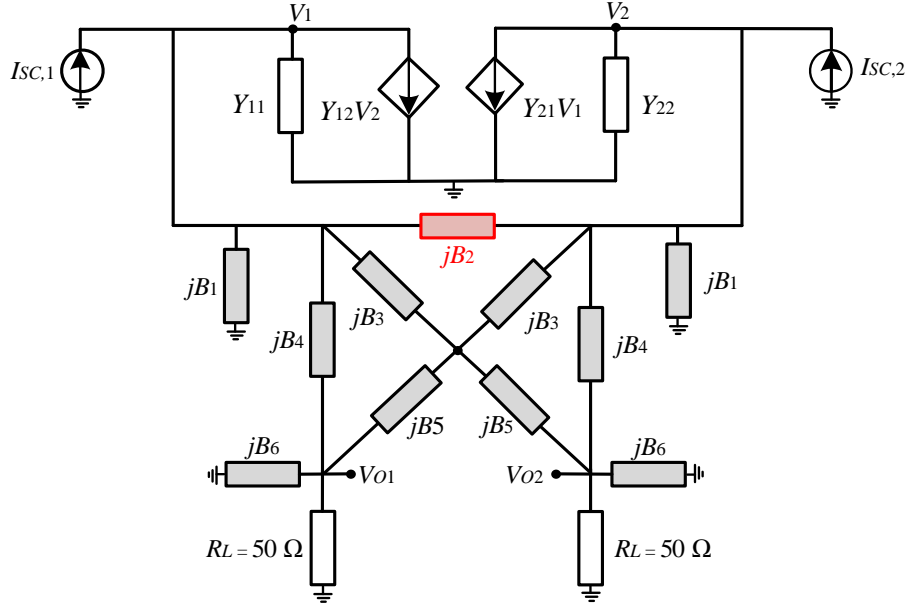 V1
V2
ISC,1
Y11
Y12V2
Y21V1
Y22
ISC,2
jB2
jB1
jB3
jB3
jB1
jB4
jB4
jB5
jB5
jB6
VO1
VO2
jB6
RL = 50 Ω
RL = 50 Ω